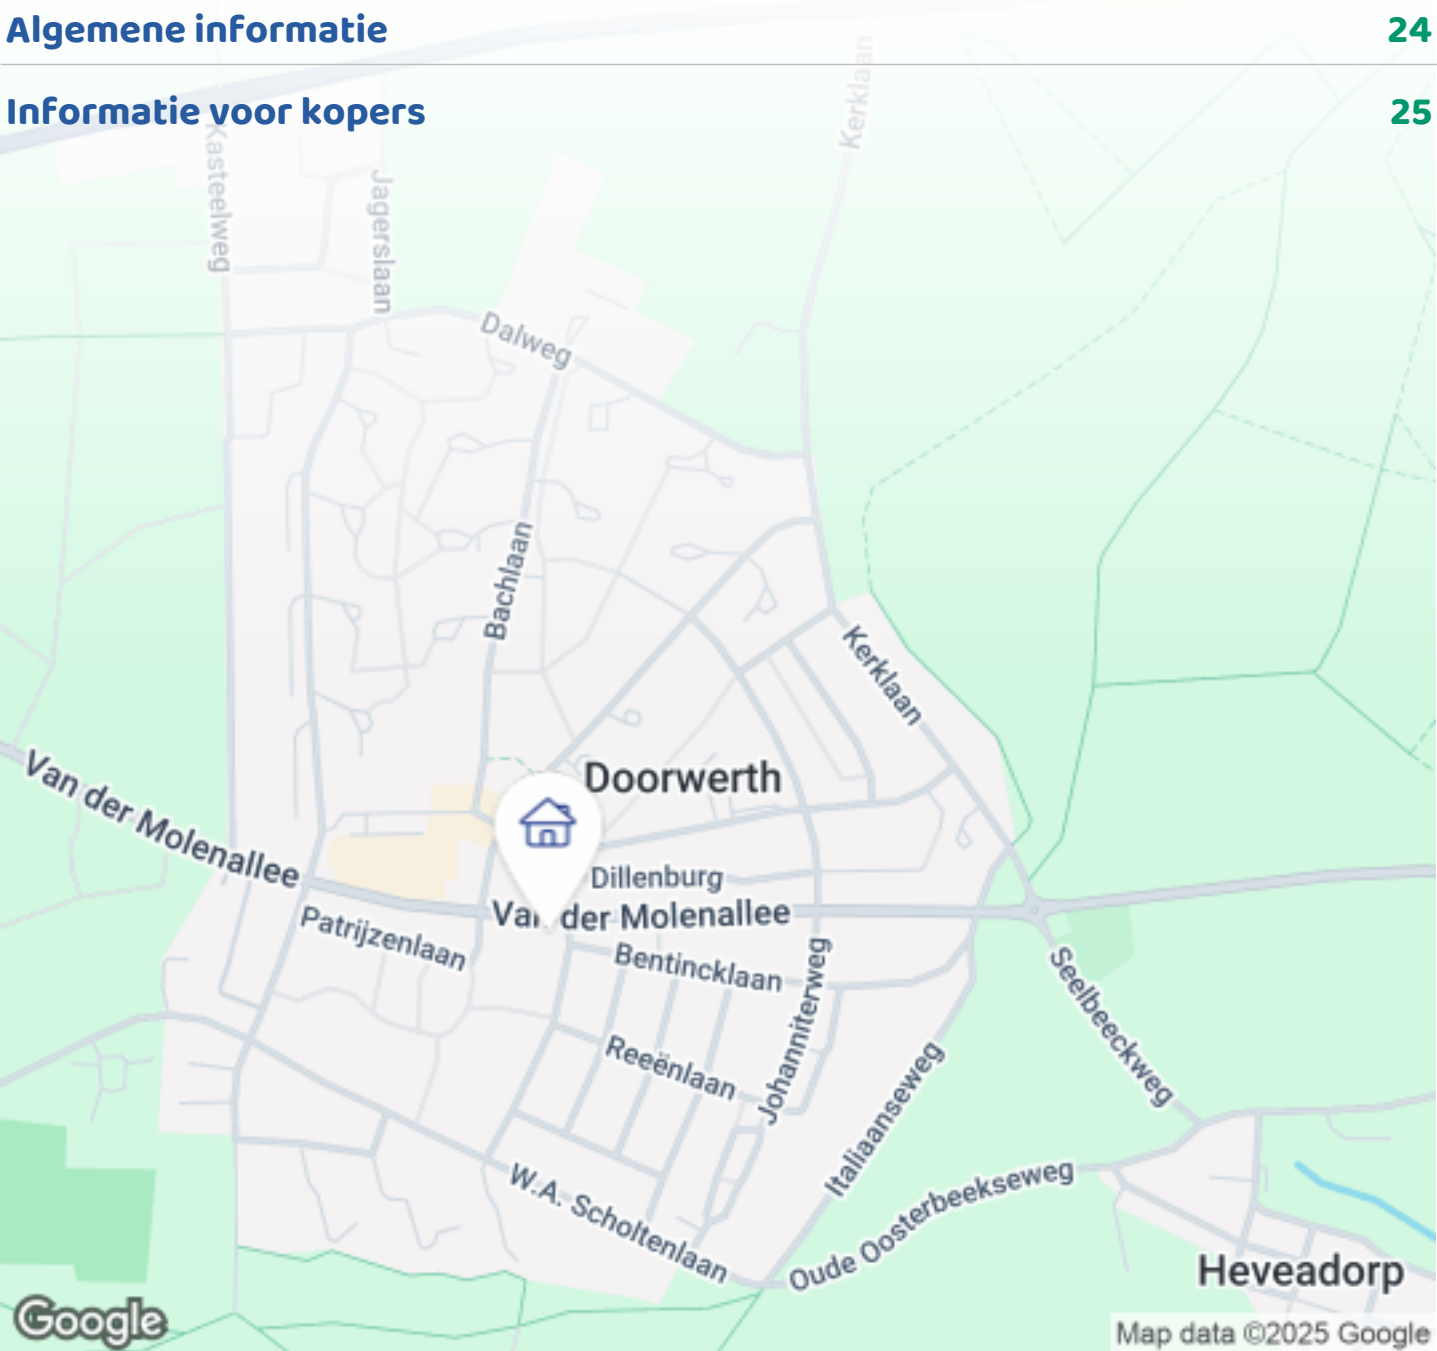 Algemene informatie 24
Informatie voor kopers 25
Kerklaan
Kasteelweg
Jagerslaan
Dalweg
Bachlaan
Kerklaan
Van der Molenallee
Doorwerth
Dillenburg
Van der Molenallee
Patrijzenlaan
Bentincklaan
Johanniterweg
Seelbeeckweg
Reeënlaan
Italiaanseweg
W.A. Scholtenlaan
Oude Oosterbeekseweg
Heveadorp
Google
Map data ©2025 Google